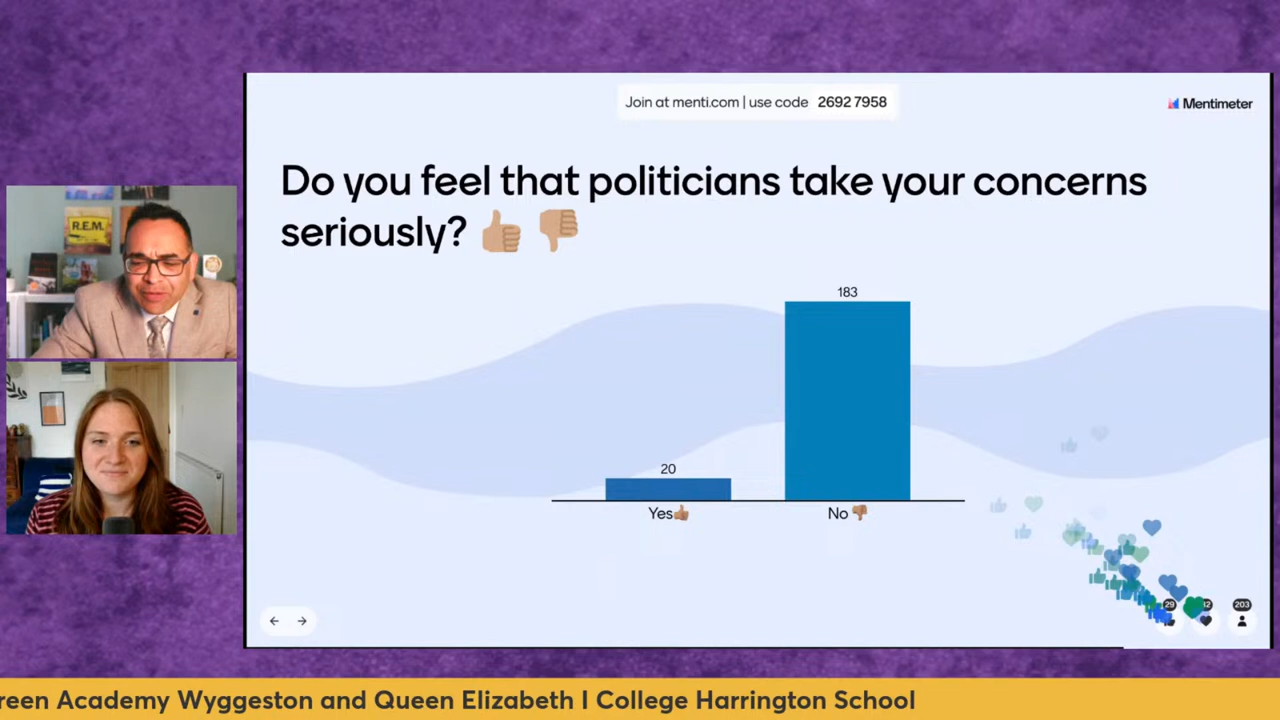 Join at menti.com | use code 2692 7958
Mentimeter
Do you feel that politicians take your concerns
seriously? 👍🏽 👎🏽
R.E.M.
183
20
Yes👍🏽
No 👎🏽
29
203
reen Academy Wyggeston and Queen Elizabeth I College Harrington School